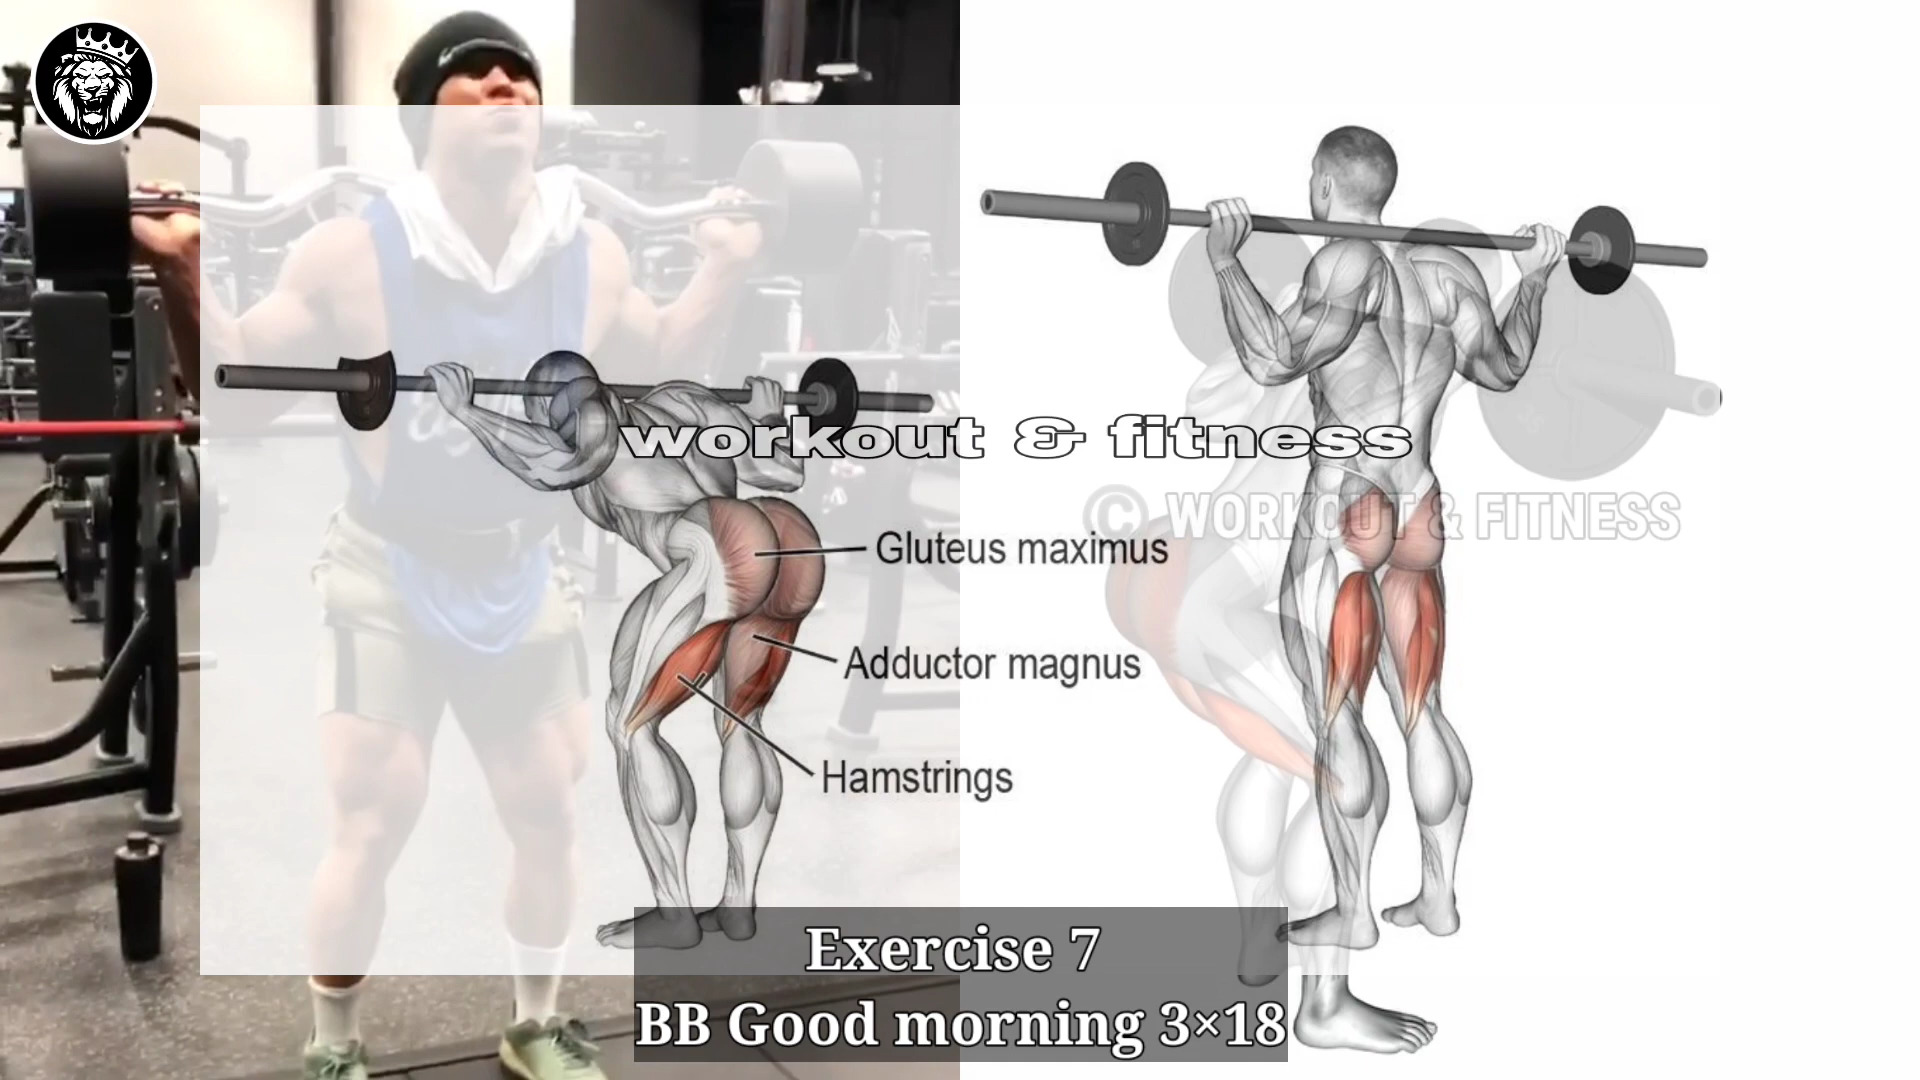 workout & fitness
© WORKOUT & FITNESS
Gluteus maximus
Adductor magnus
Hamstrings
Exercise 7
BB Good morning 3×18